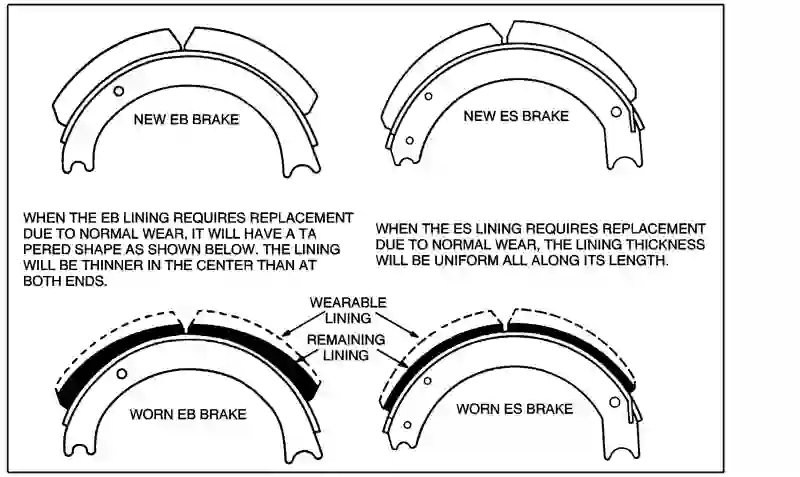 NEW EB BRAKE
NEW ES BRAKE
WHEN THE EB LINING REQUIRES REPLACEMENT
DUE TO NORMAL WEAR, IT WILL HAVE A TA
PERED SHAPE AS SHOWN BELOW. THE LINING
WILL BE THINNER IN THE CENTER THAN AT
BOTH ENDS.
WHEN THE ES LINING REQUIRES REPLACEMENT
DUE TO NORMAL WEAR, THE LINING THICKNESS
WILL BE UNIFORM ALL ALONG ITS LENGTH.
WEARABLE
LINING
REMAINING
LINING
WORN EB BRAKE
WORN ES BRAKE